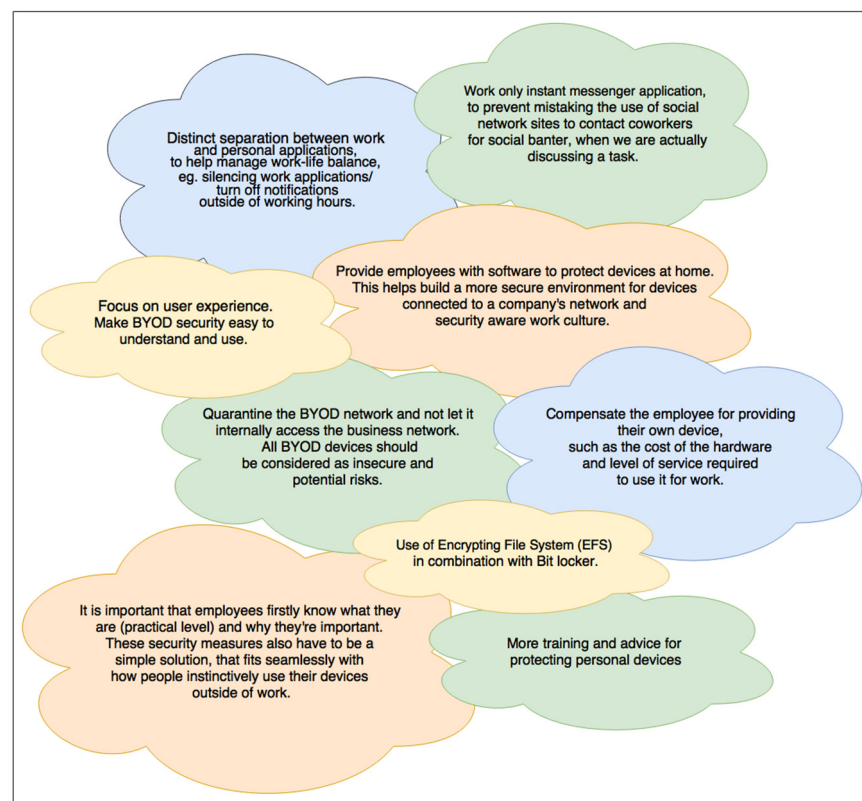 Distinct separation between work
and personal applications,
to help manage work-life balance,
eg. silencing work applications/
turn off notifications
outside of working hours.
Work only instant messenger application,
to prevent mistaking the use of social
network sites to contact coworkers
for social banter, when we are actually
discussing a task.
Provide employees with software to protect devices at home.
This helps build a more secure environment for devices
connected to a company's network and
security aware work culture.
Focus on user experience.
Make BYOD security easy to
understand and use.
Quarantine the BYOD network and not let it
internally access the business network.
All BYOD devices should
be considered as insecure and
potential risks.
Compensate the employee for providing
their own device,
such as the cost of the hardware
and level of service required
to use it for work.
Use of Encrypting File System (EFS)
in combination with Bit locker.
It is important that employees firstly know what they
are (practical level) and why they're important.
These security measures also have to be a
simple solution, that fits seamlessly with
how people instinctively use their devices
outside of work.
More training and advice for
protecting personal devices